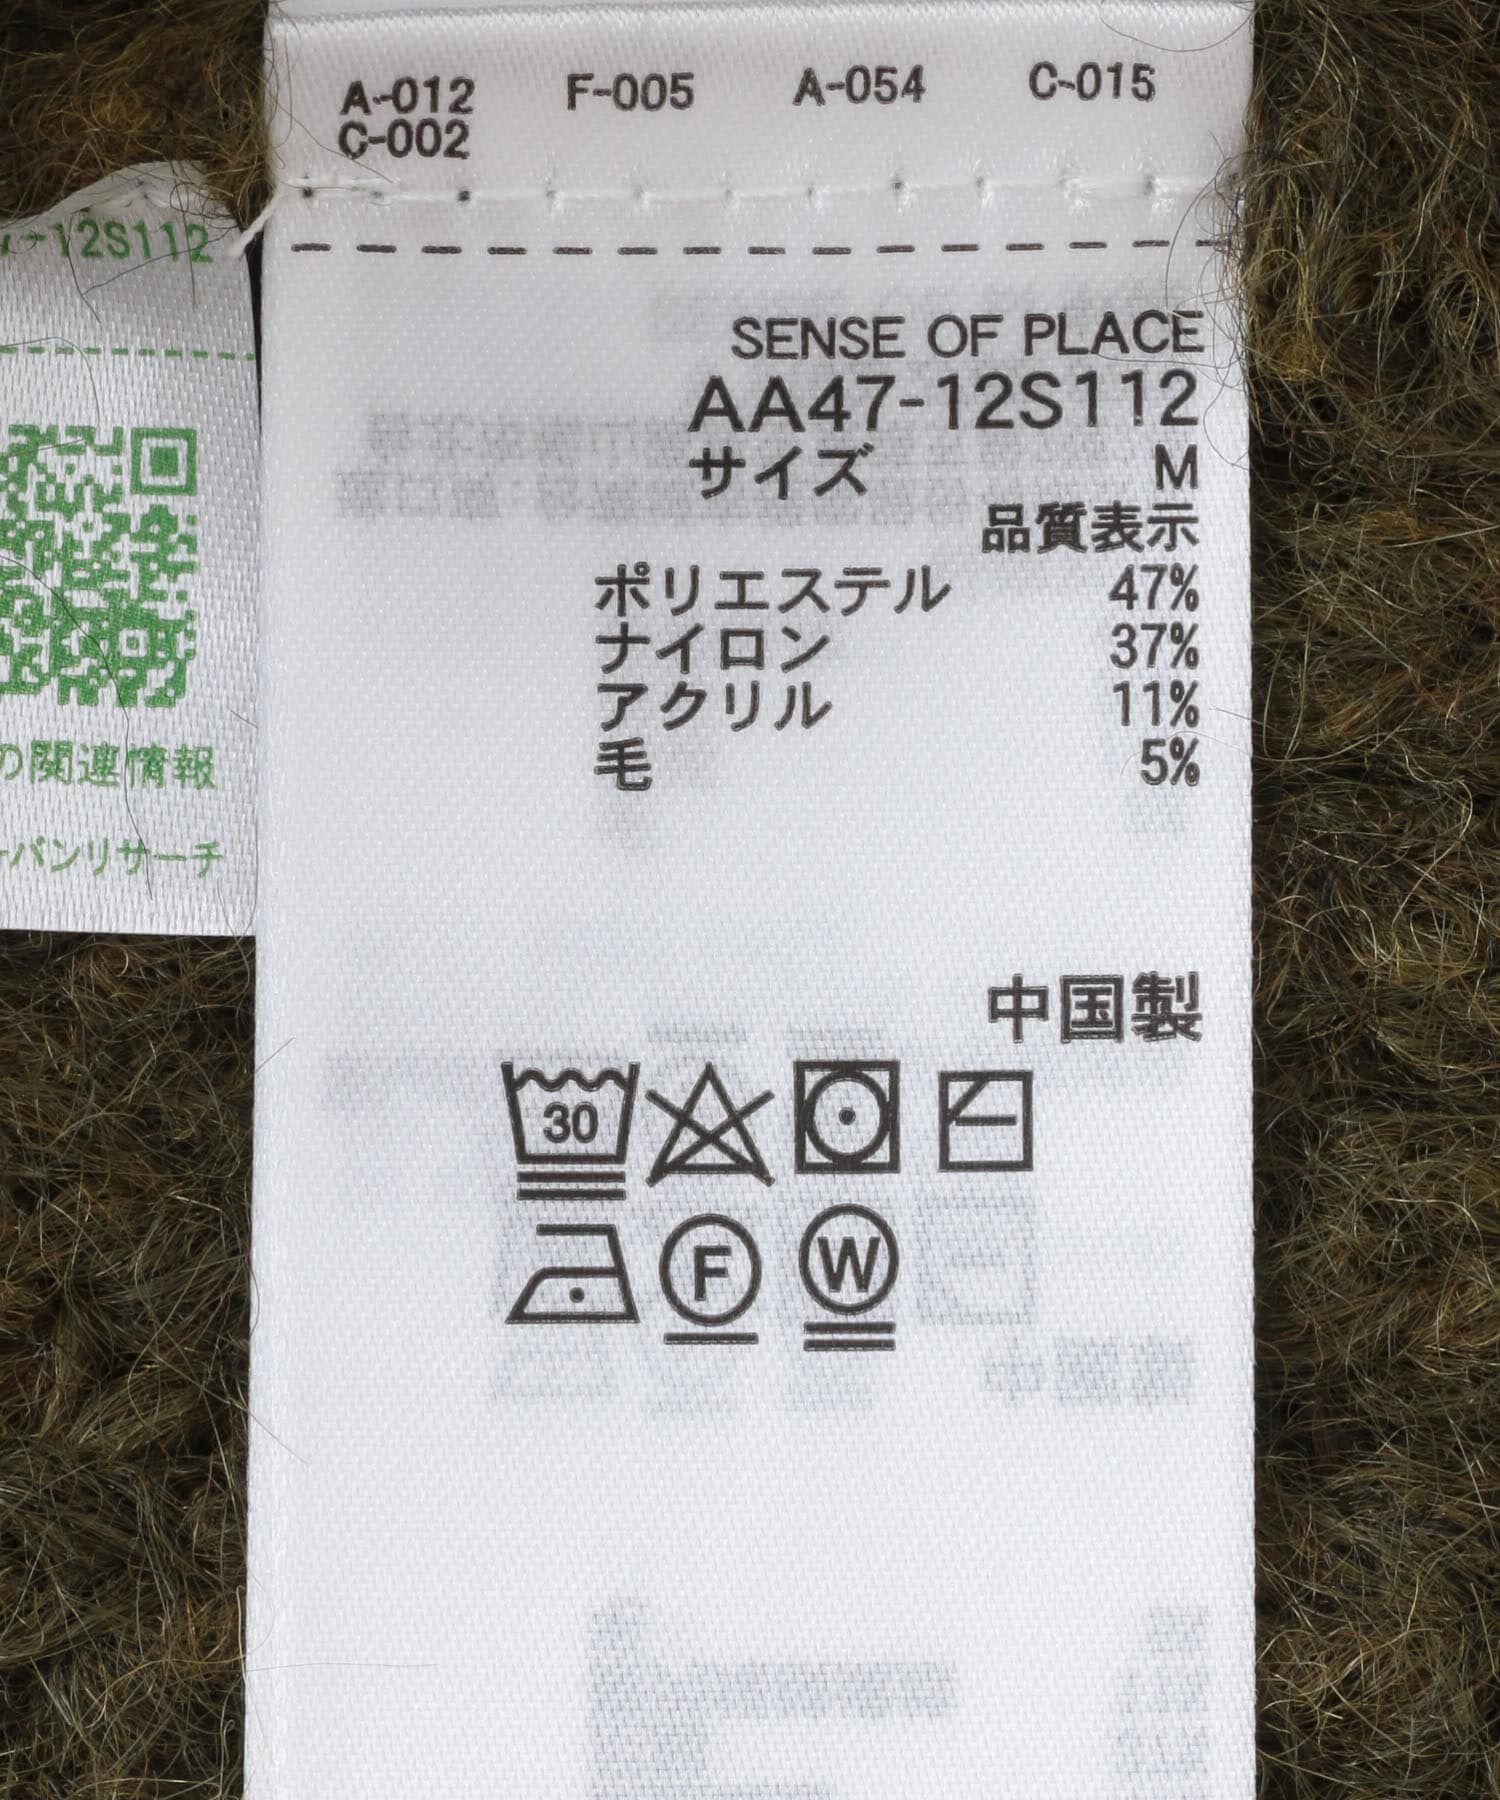 A-012 F-005 A-054 C-015
C-002
SENSE OF PLACE
AA47-12S112
サイズ M
品質表示
ポリエステル 47%
ナイロン 37%
アクリル 11%
毛 5%
中国製
30
F W
-12S112
の関連情報
バンリサーチ